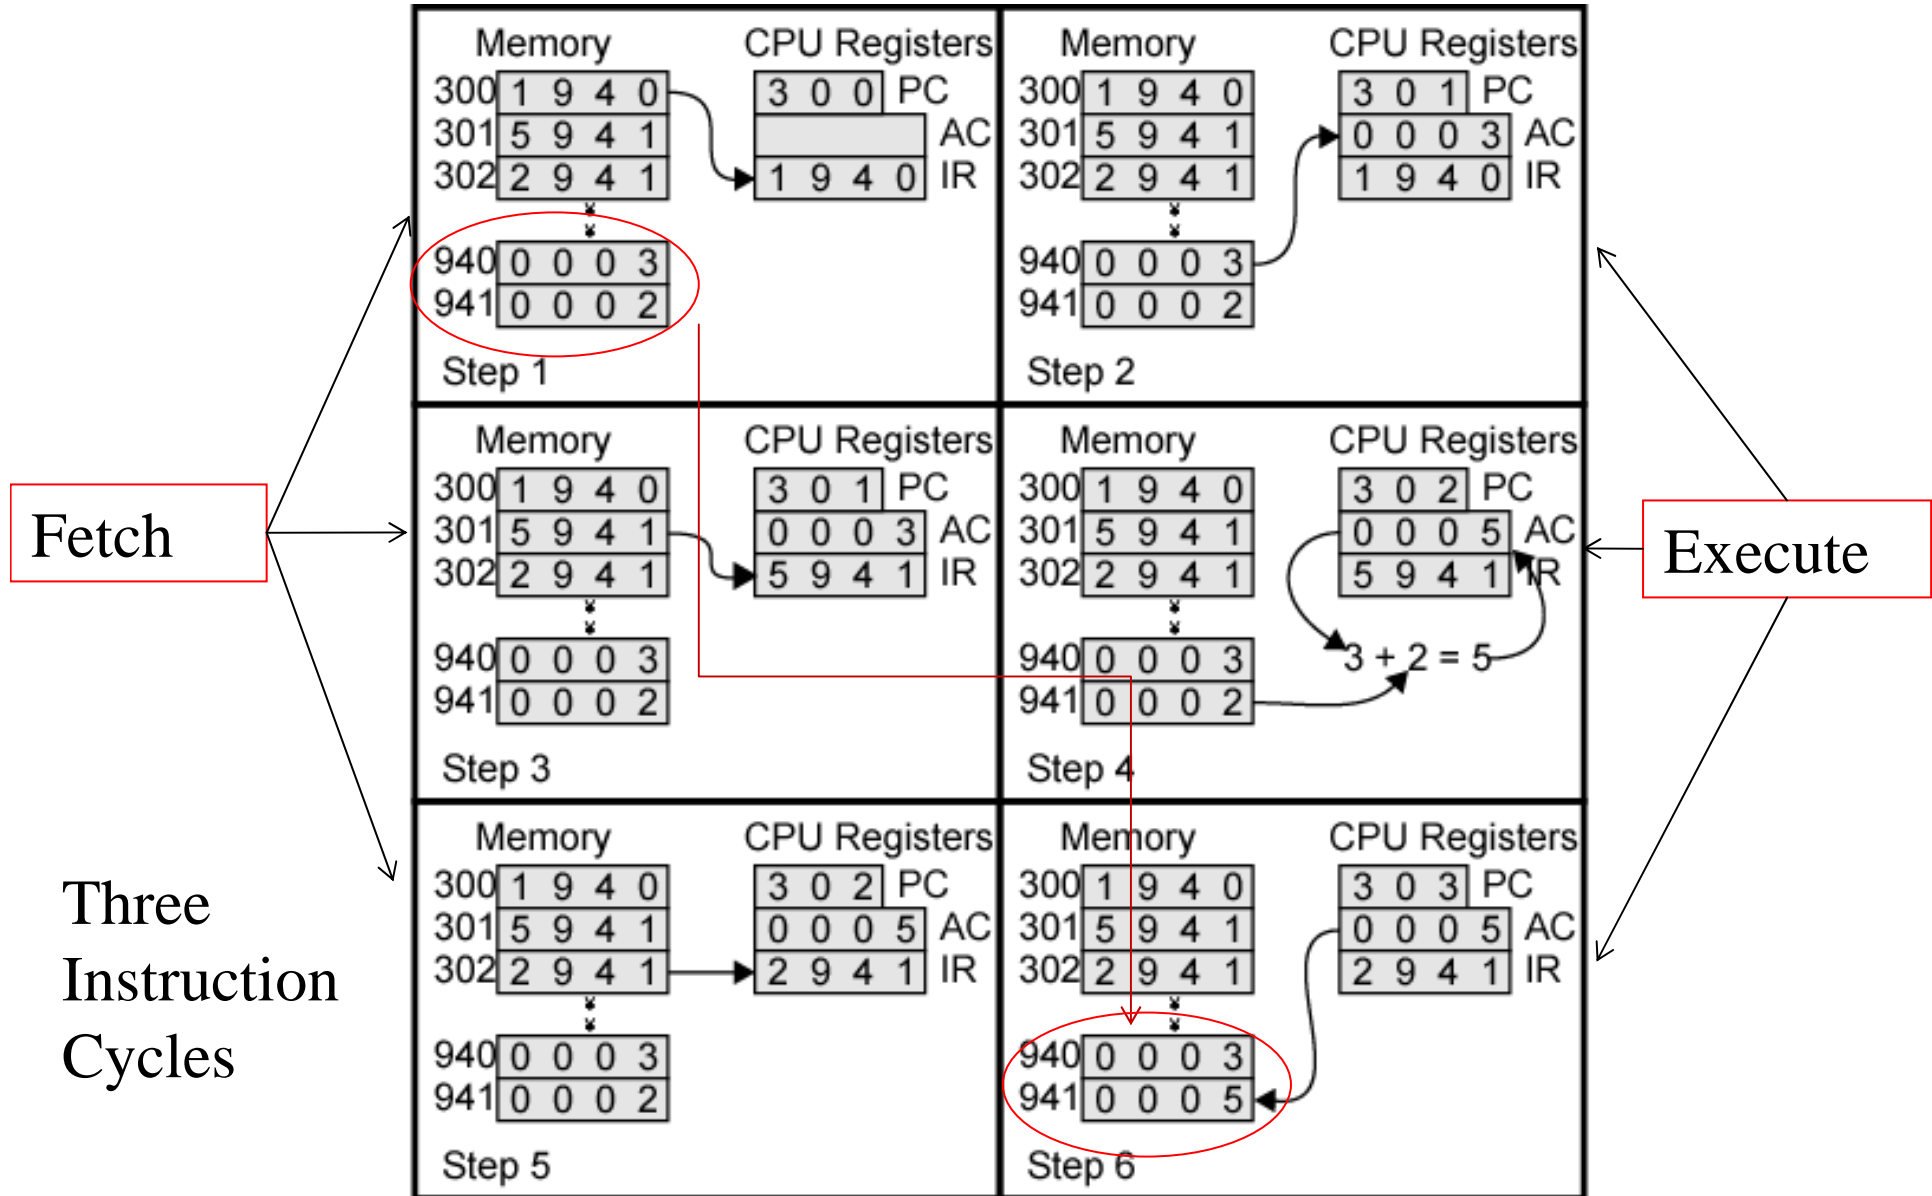 Memory CPU Registers
300 1 9 4 0 3 0 0 PC
301 5 9 4 1 AC
302 2 9 4 1 1 9 4 0 IR
940 0 0 0 3
941 0 0 0 2
Step 1
Memory CPU Registers
300 1 9 4 0 3 0 1 PC
301 5 9 4 1 0 0 0 3 AC
302 2 9 4 1 1 9 4 0 IR
940 0 0 0 3
941 0 0 0 2
Step 2
Fetch
Memory CPU Registers
300 1 9 4 0 3 0 1 PC
301 5 9 4 1 0 0 0 3 AC
302 2 9 4 1 5 9 4 1 IR
940 0 0 0 3
941 0 0 0 2
Step 3
Memory CPU Registers
300 1 9 4 0 3 0 2 PC
301 5 9 4 1 0 0 0 5 AC
302 2 9 4 1 5 9 4 1 IR
940 0 0 0 3 3 + 2 = 5
941 0 0 0 2
Step 4
Execute
Three
Instruction
Cycles
Memory CPU Registers
300 1 9 4 0 3 0 2 PC
301 5 9 4 1 0 0 0 5 AC
302 2 9 4 1 2 9 4 1 IR
940 0 0 0 3
941 0 0 0 2
Step 5
Memory CPU Registers
300 1 9 4 0 3 0 3 PC
301 5 9 4 1 0 0 0 5 AC
302 2 9 4 1 2 9 4 1 IR
940 0 0 0 3
941 0 0 0 5
Step 6